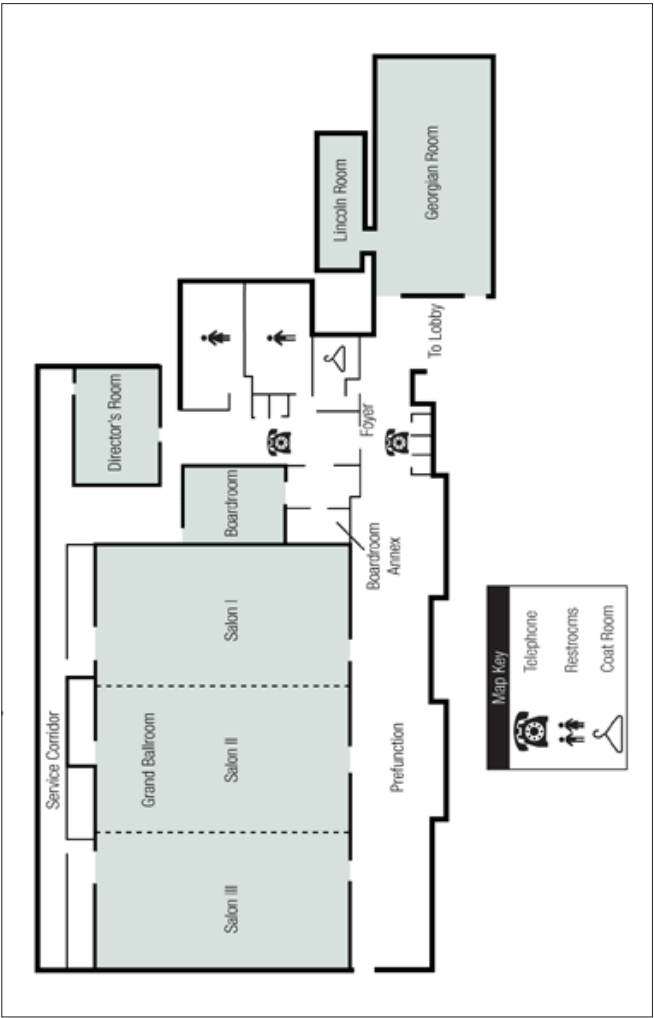 Service Corridor
Director's Room
Grand Ballroom
Salon III
Salon II
Salon I
Boardroom
Boardroom
Annex
Foyer
Prefunction
To Lobby
Lincoln Room
Georgian Room
Map Key
Telephone
Restrooms
Coat Room